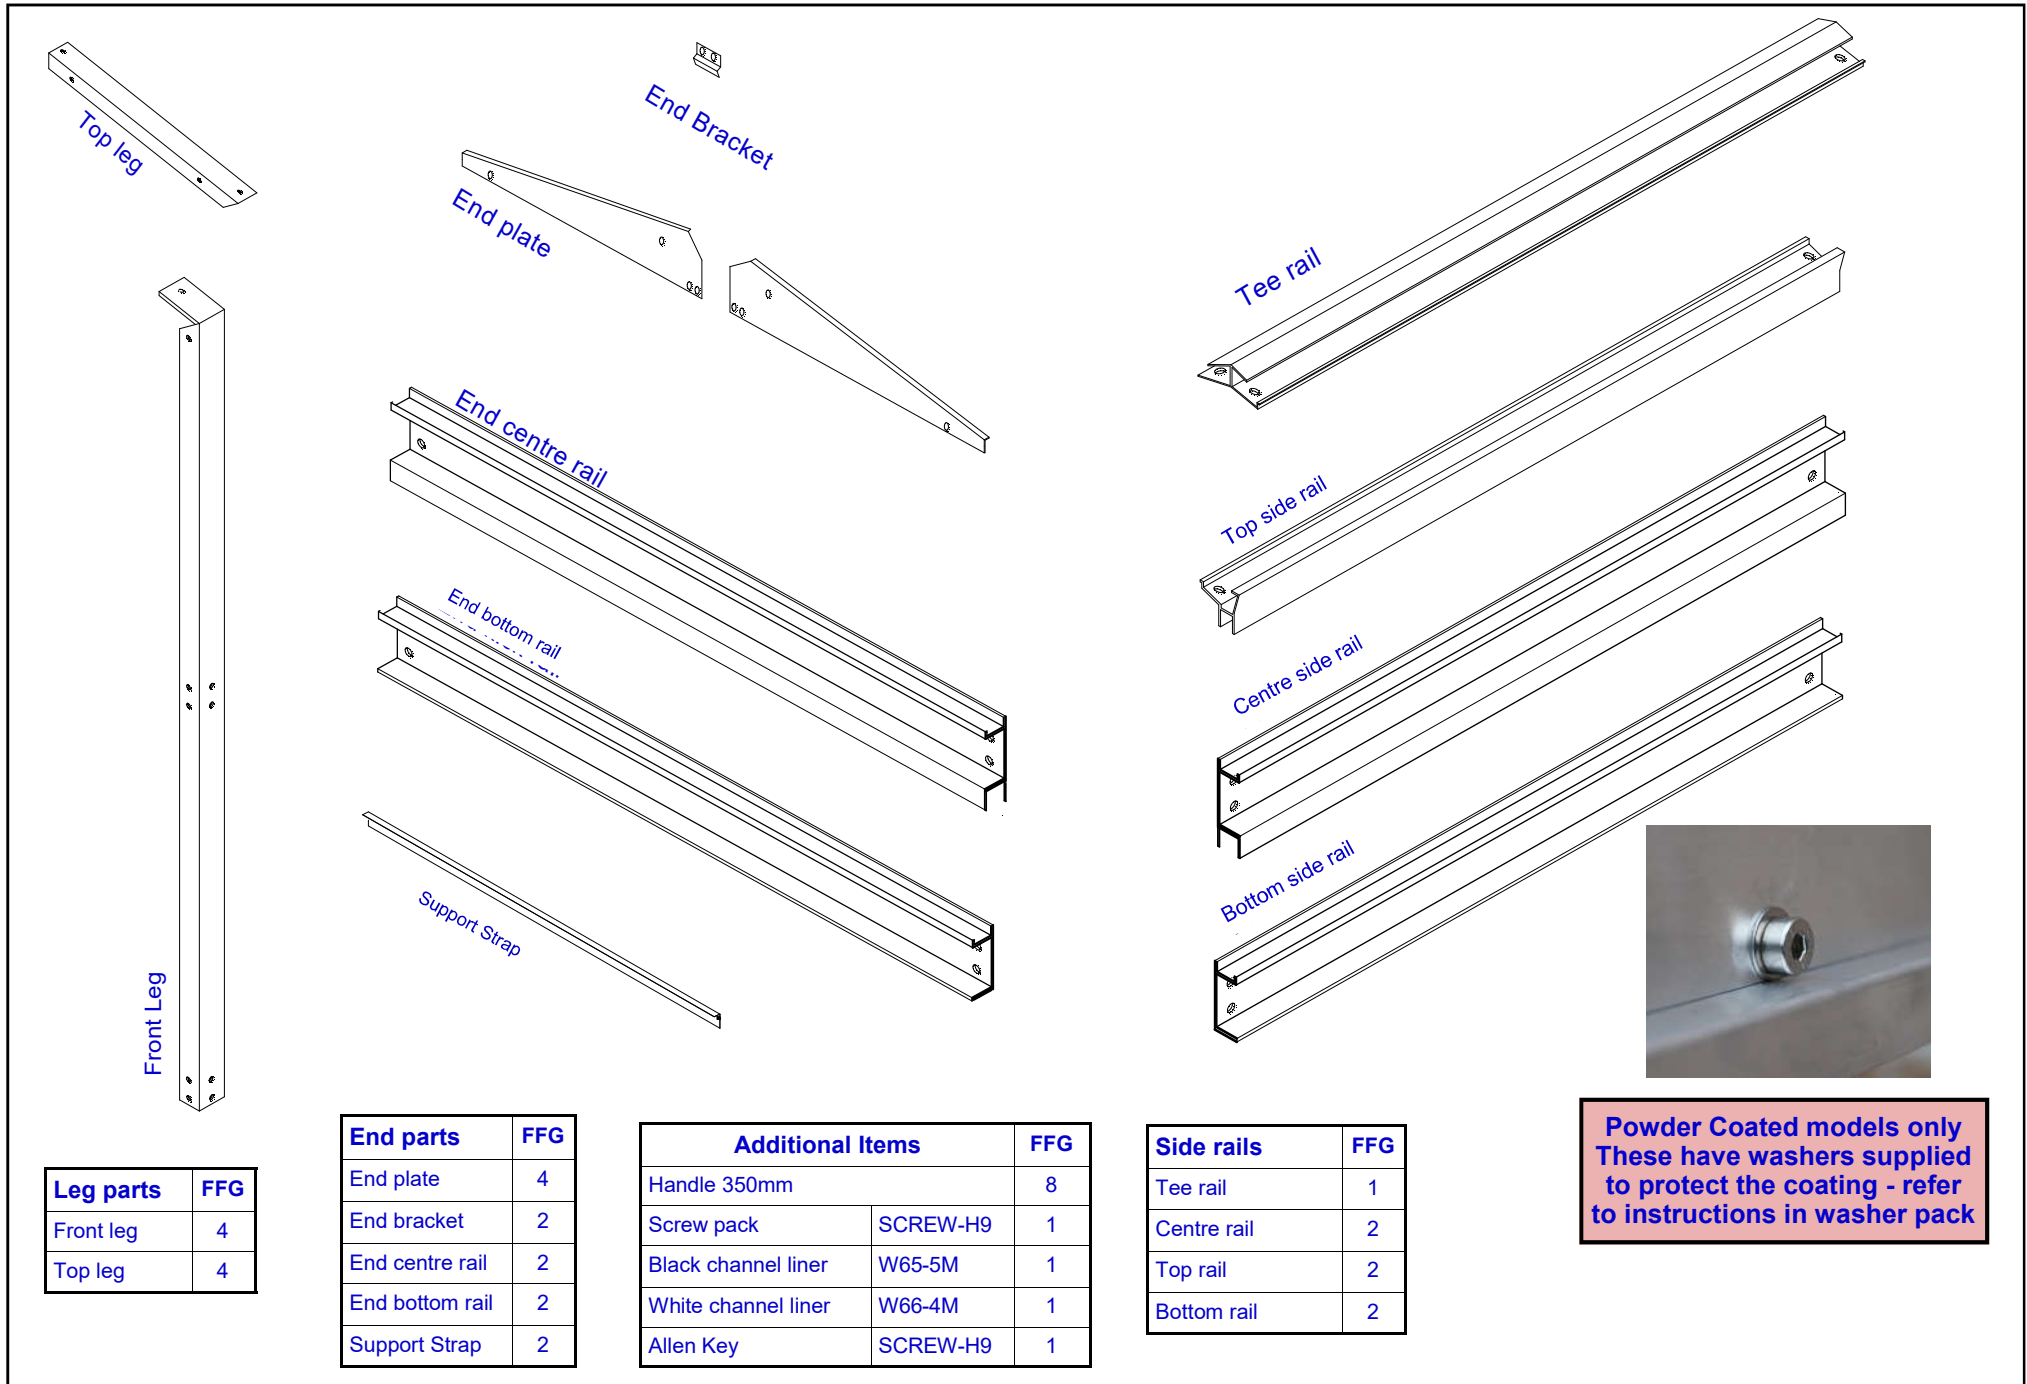 Top leg
End Bracket
End plate
Tee rail
End centre rail
Top side rail
End bottom rail
Centre side rail
Support Strap
Bottom side rail
Front Leg
Leg parts FFG
Front leg 4
Top leg 4
End parts FFG
End plate 4
End bracket 2
End centre rail 2
End bottom rail 2
Support Strap 2
Additional Items FFG
Handle 350mm 8
Screw pack SCREW-H9 1
Black channel liner W65-5M 1
White channel liner W66-4M 1
Allen Key SCREW-H9 1
Side rails FFG
Tee rail 1
Centre rail 2
Top rail 2
Bottom rail 2
Powder Coated models only
These have washers supplied
to protect the coating - refer
to instructions in washer pack